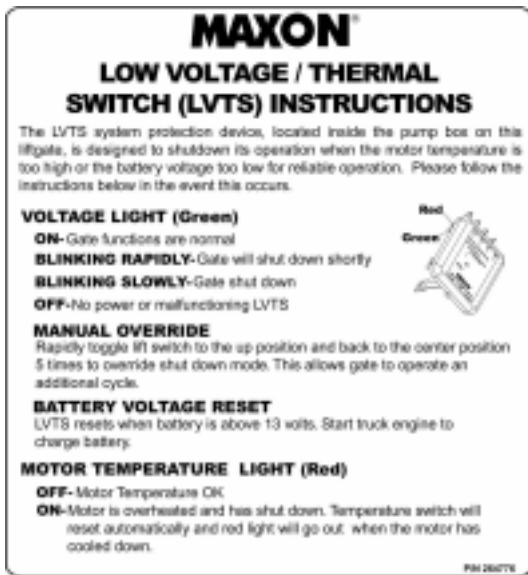 MAXON®
LOW VOLTAGE / THERMAL
SWITCH (LVTS) INSTRUCTIONS
The LVTS system protection device, located inside the pump box on this
liftgate, is designed to shutdown its operation when the motor temperature is
too high or the battery voltage too low for reliable operation. Please follow the
instructions below in the event this occurs.
VOLTAGE LIGHT (Green)
Red
Green
ON-Gate functions are normal
BLINKING RAPIDLY-Gate will shut down shortly
BLINKING SLOWLY-Gate shut down
OFF-No power or malfunctioning LVTS
MANUAL OVERRIDE
Rapidly toggle lift switch to the up position and back to the center position
5 times to override shut down mode. This allows gate to operate an
additional cycle.
BATTERY VOLTAGE RESET
LVTS resets when battery is above 13 volts. Start truck engine to
charge battery.
MOTOR TEMPERATURE LIGHT (Red)
OFF- Motor Temperature OK
ON-Motor is overheated and has shut down. Temperature switch will
reset automatically and red light will go out when the motor has
cooled down.
P/N